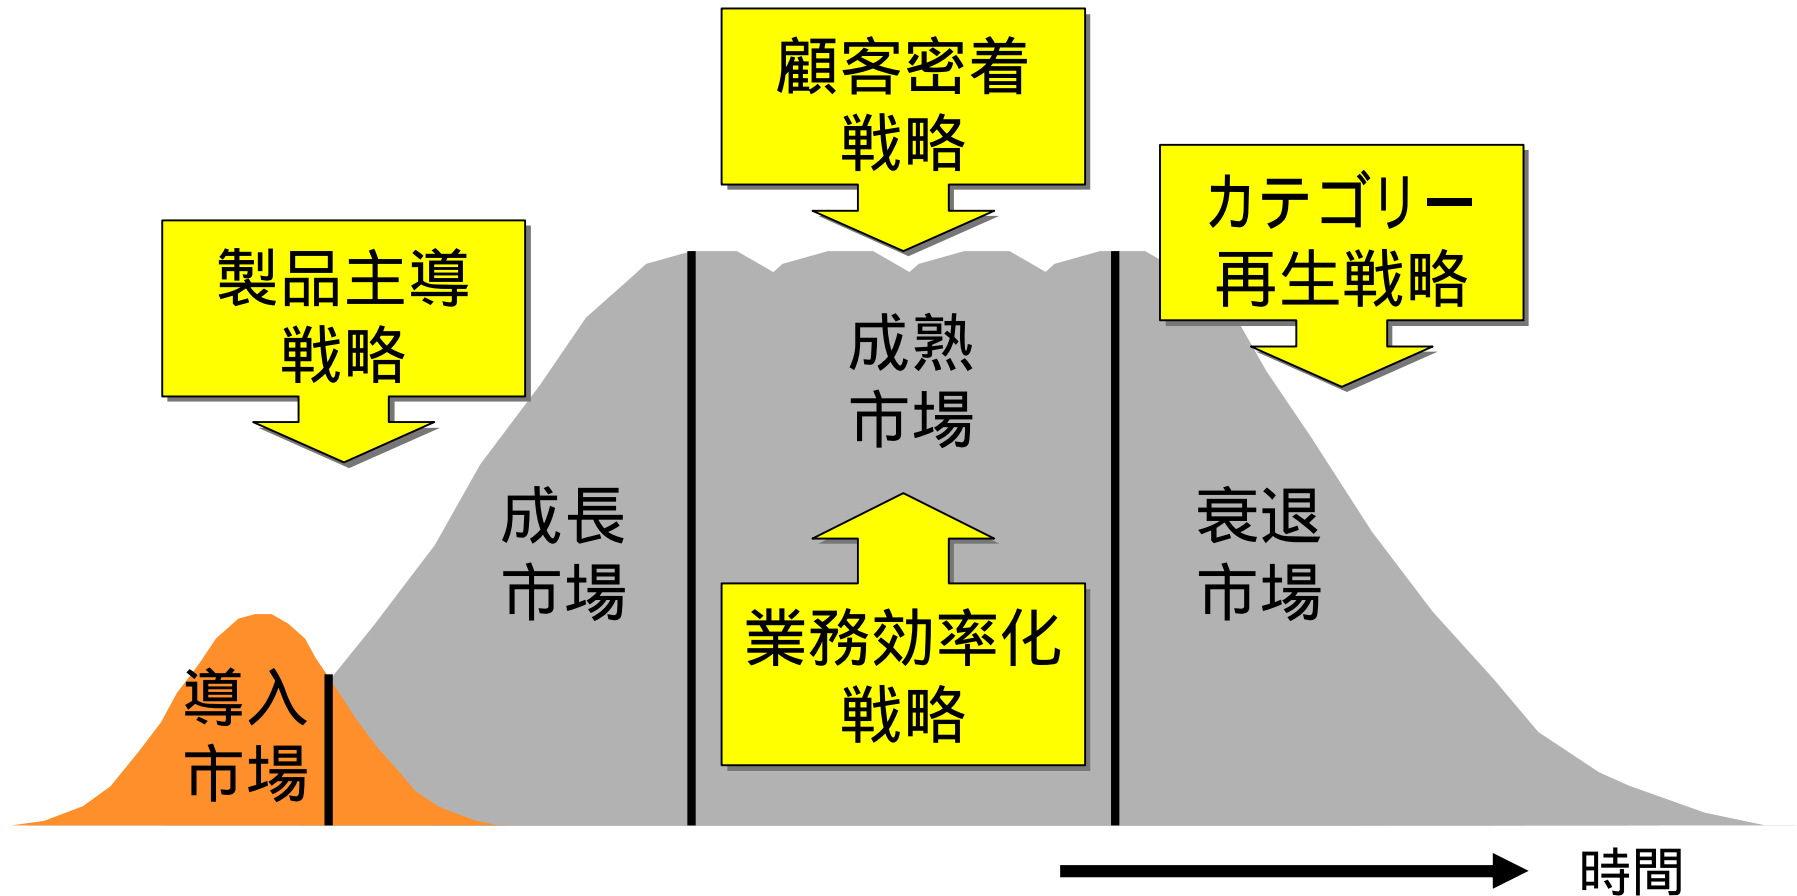 顧客密着
戦略
カテゴリー
再生戦略
製品主導
戦略
成熟
市場
成長
市場
衰退
市場
業務効率化
戦略
導入
市場
時間